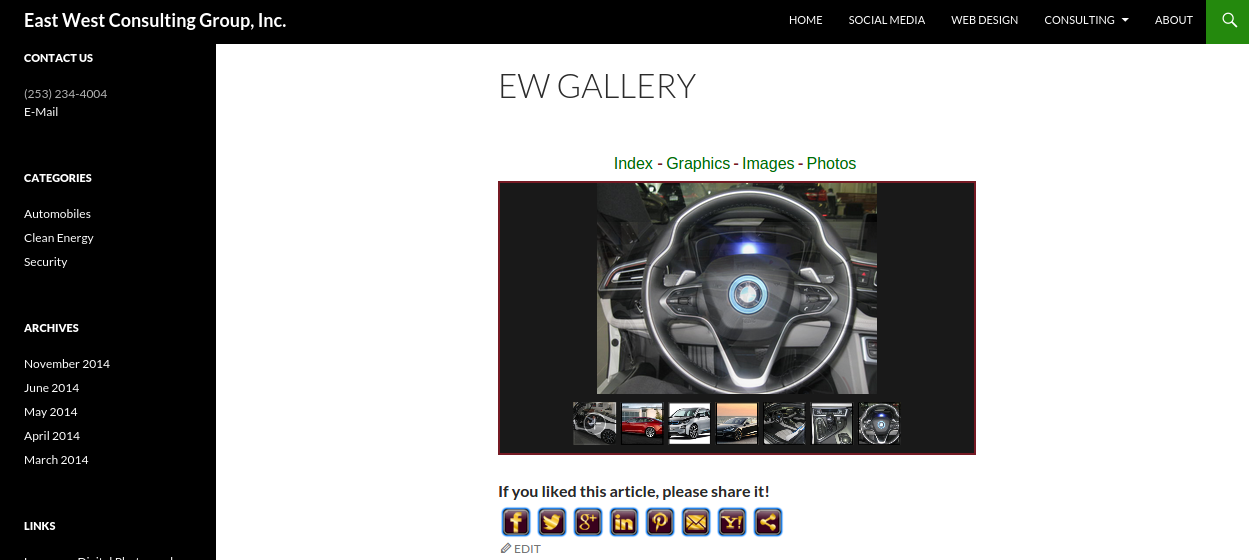 East West Consulting Group, Inc.
HOME SOCIAL MEDIA WEB DESIGN CONSULTING ABOUT
CONTACT US
(253) 234-4004
E-Mail
CATEGORIES
Automobiles
Clean Energy
Security
ARCHIVES
November 2014
June 2014
May 2014
April 2014
March 2014
LINKS
EW GALLERY
Index - Graphics - Images - Photos
If you liked this article, please share it!
EDIT